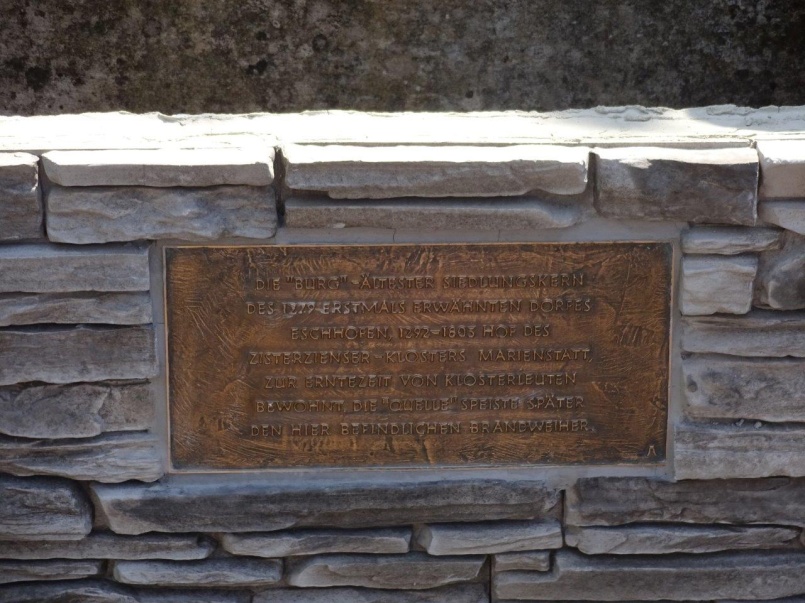 DIE "BURG" - ÄLTESTER SIEDLUNGSKERN
DES ERSTMALS ERWÄHNTEN DORFES
ESCHHOFEN, 1292-1803 HOF DES
ZISTERZIENSER-KLOSTERS MARIENSTATT,
ZUR ERNTEZEIT VON KLOSTERLEUTEN
BEWOHNT. DIE "QUELLE" SPEISTE SPÄTER
DEN HIER BEFINDLICHEN BRANDWEIHER.